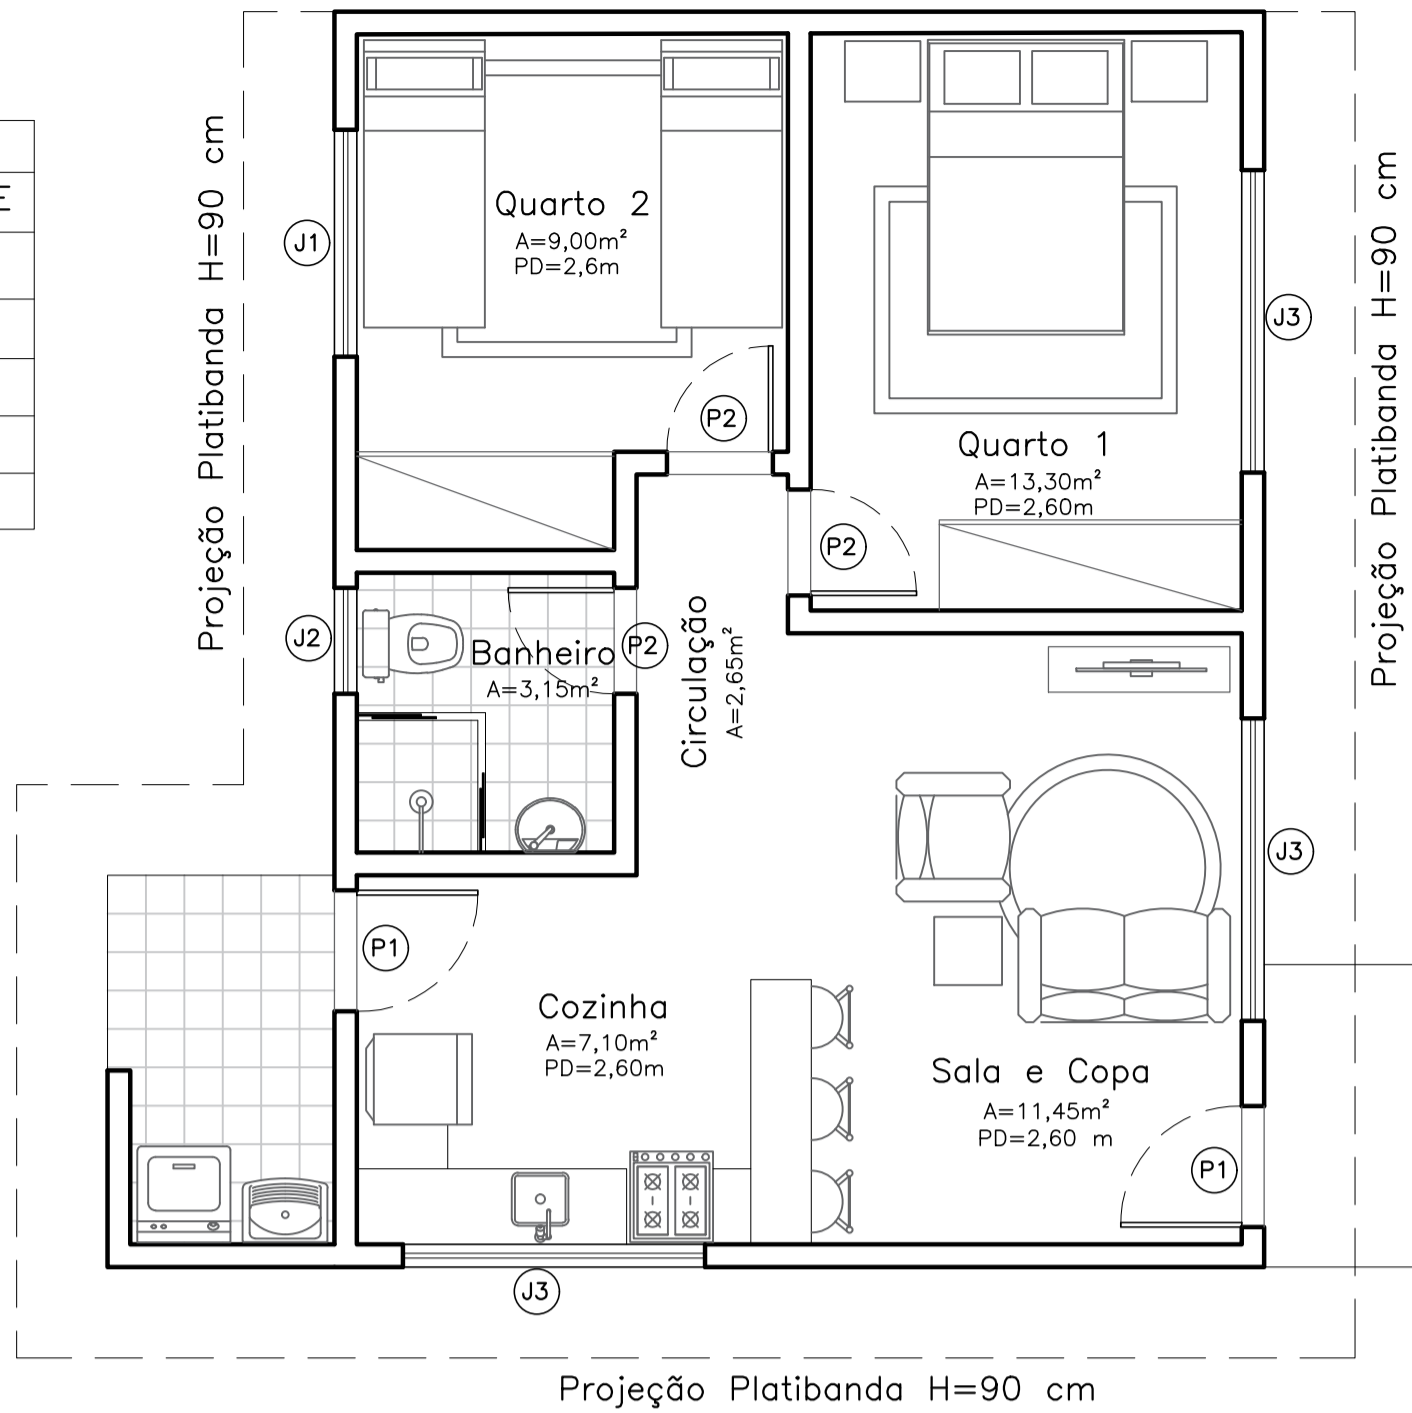 E
Projeção Platibanda H=90 cm
J1
Quarto 2
A=9,00m²
PD=2,6m
P2
Quarto 1
A=13,30m²
PD=2,60m
P2
J3
Projeção Platibanda H=90 cm
J2
Banheiro
A=3,15m²
P2
Circulação
A=2,65m²
J3
P1
Cozinha
A=7,10m²
PD=2,60m
Sala e Copa
A=11,45m²
PD=2,60 m
P1
J3
Projeção Platibanda H=90 cm